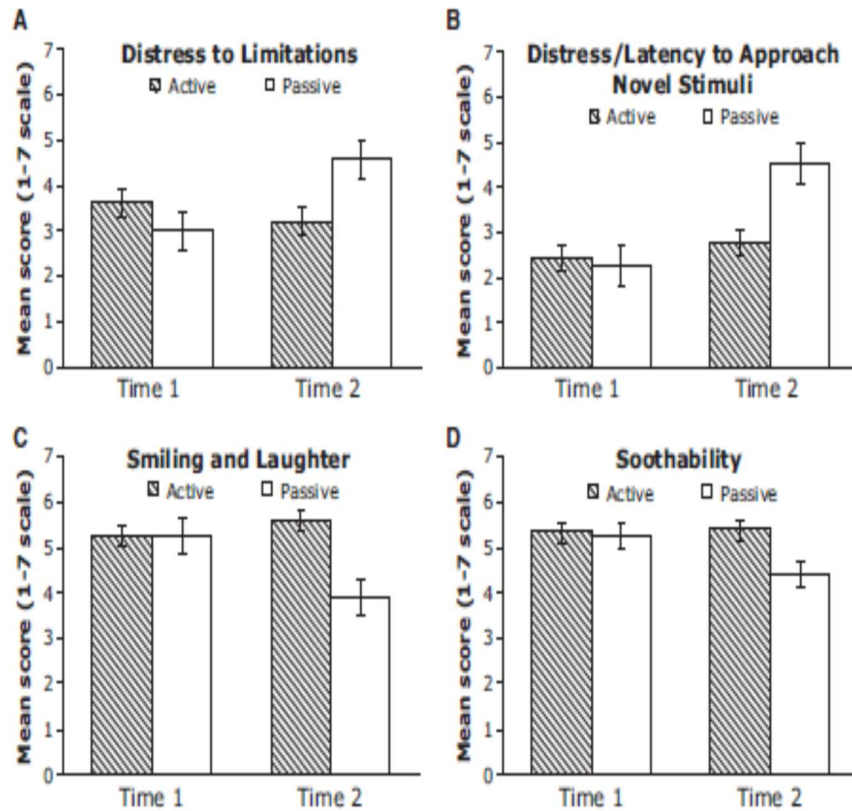 A
Distress to Limitations
Active Passive
Mean score (1-7 scale)
7
6
5
4
3
2
1
0
Time 1 Time 2
B
Distress/Latency to Approach
Novel Stimuli
Active Passive
Mean score (1-7 scale)
7
6
5
4
3
2
1
0
Time 1 Time 2
C
Smiling and Laughter
Active Passive
Mean score (1-7 scale)
7
6
5
4
3
2
1
0
Time 1 Time 2
D
Soothability
Active Passive
Mean score (1-7 scale)
7
6
5
4
3
2
1
0
Time 1 Time 2